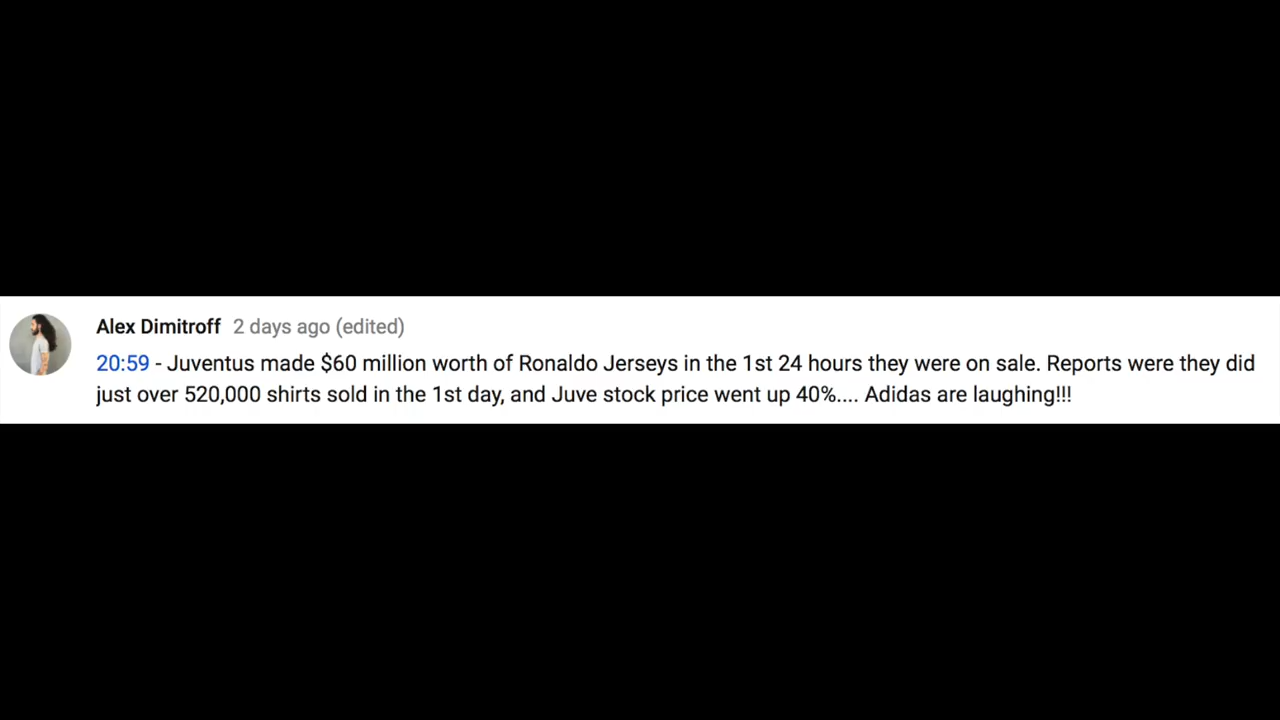 Alex Dimitroff 2 days ago (edited)
20:59 - Juventus made $60 million worth of Ronaldo Jerseys in the 1st 24 hours they were on sale. Reports were they did
just over 520,000 shirts sold in the 1st day, and Juve stock price went up 40%.... Adidas are laughing!!!